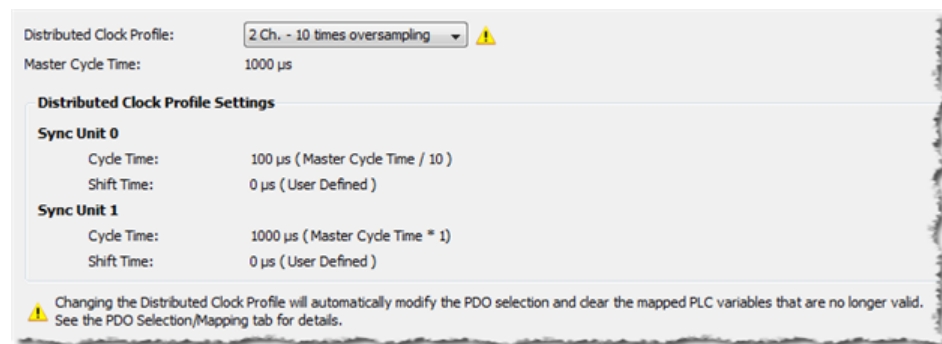 Distributed Clock Profile: 2 Ch. - 10 times oversampling
Master Cycle Time: 1000 µs
Distributed Clock Profile Settings
Sync Unit 0
Cycle Time: 100 µs ( Master Cycle Time / 10 )
Shift Time: 0 µs ( User Defined )
Sync Unit 1
Cycle Time: 1000 µs ( Master Cycle Time * 1)
Shift Time: 0 µs ( User Defined )
Changing the Distributed Clock Profile will automatically modify the PDO selection and clear the mapped PLC variables that are no longer valid.
See the PDO Selection/Mapping tab for details.